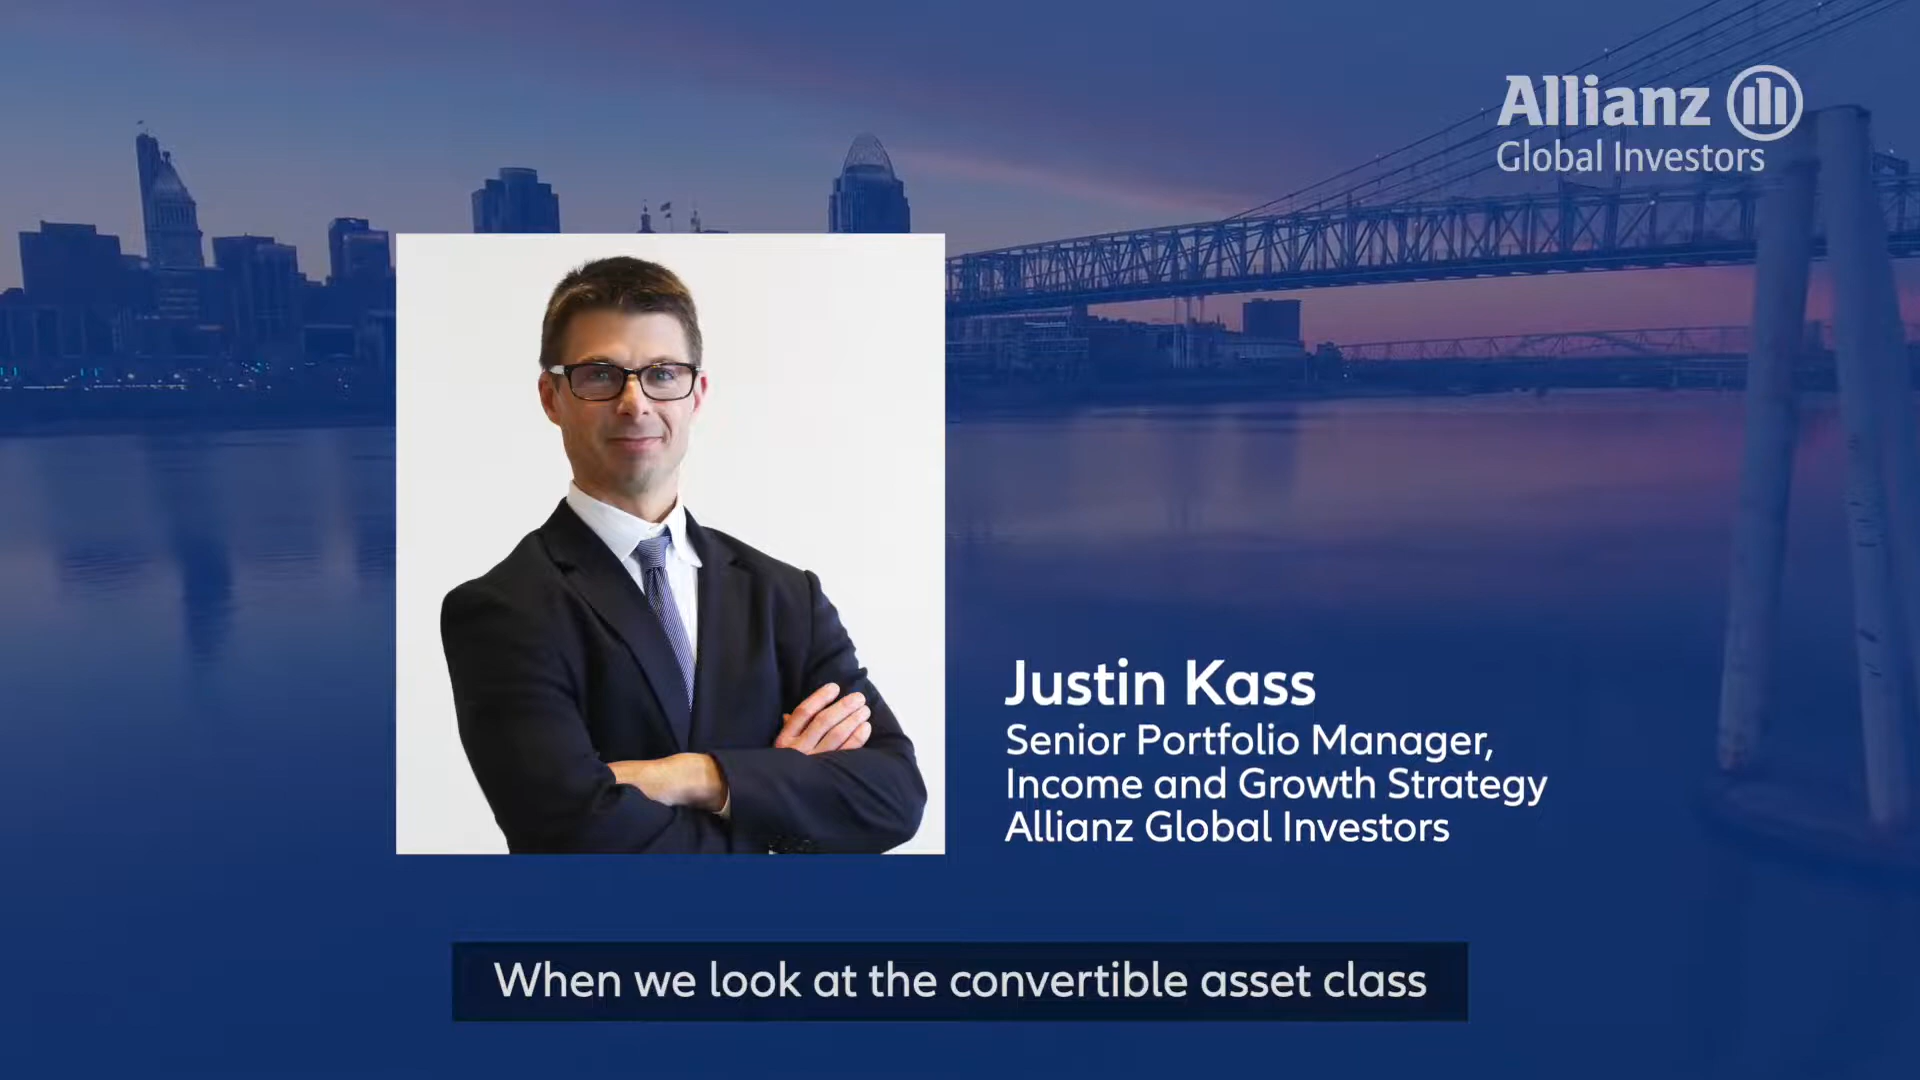 Allianz
Global Investors
Justin Kass
Senior Portfolio Manager,
Income and Growth Strategy
Allianz Global Investors
When we look at the convertible asset class